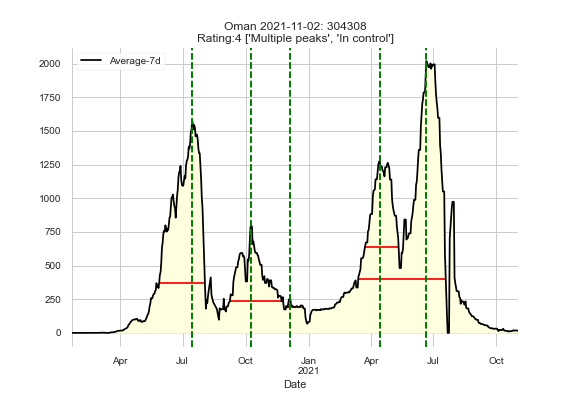 Oman 2021-11-02: 304308
Rating:4 ['Multiple peaks', 'In control']
Average-7d
2000
1750
1500
1250
1000
750
500
250
0
Apr
Jul
Oct
Jan
2021
Apr
Jul
Oct
Date